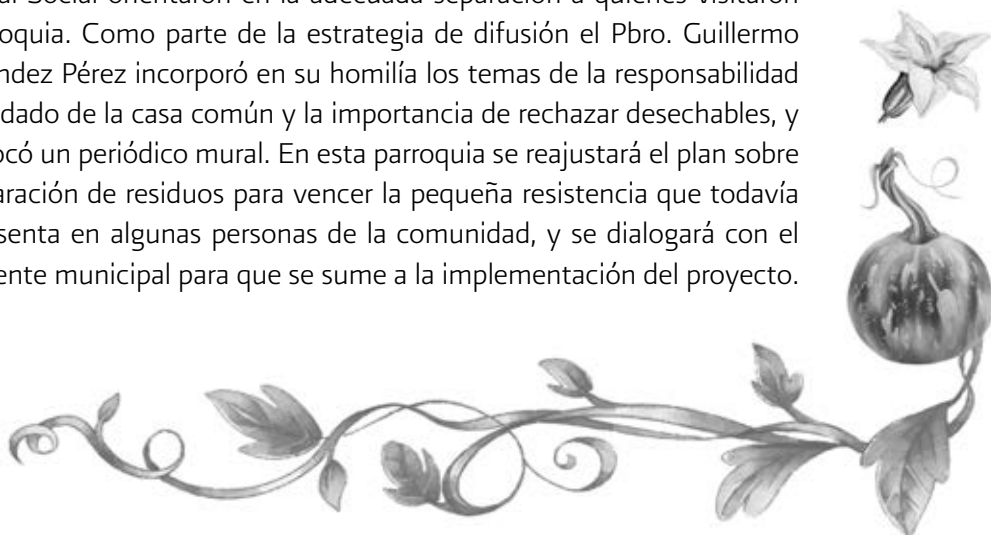 al Social orientaron en la adecuada separación a quienes visitaron
oquia. Como parte de la estrategia de difusión el Pbro. Guillermo
ndez Pérez incorporó en su homilía los temas de la responsabilidad
dado de la casa común y la importancia de rechazar desechables, y
ocó un periódico mural. En esta parroquia se reajustará el plan sobre
aración de residuos para vencer la pequeña resistencia que todavía
senta en algunas personas de la comunidad, y se dialogará con el
ente municipal para que se sume a la implementación del proyecto.